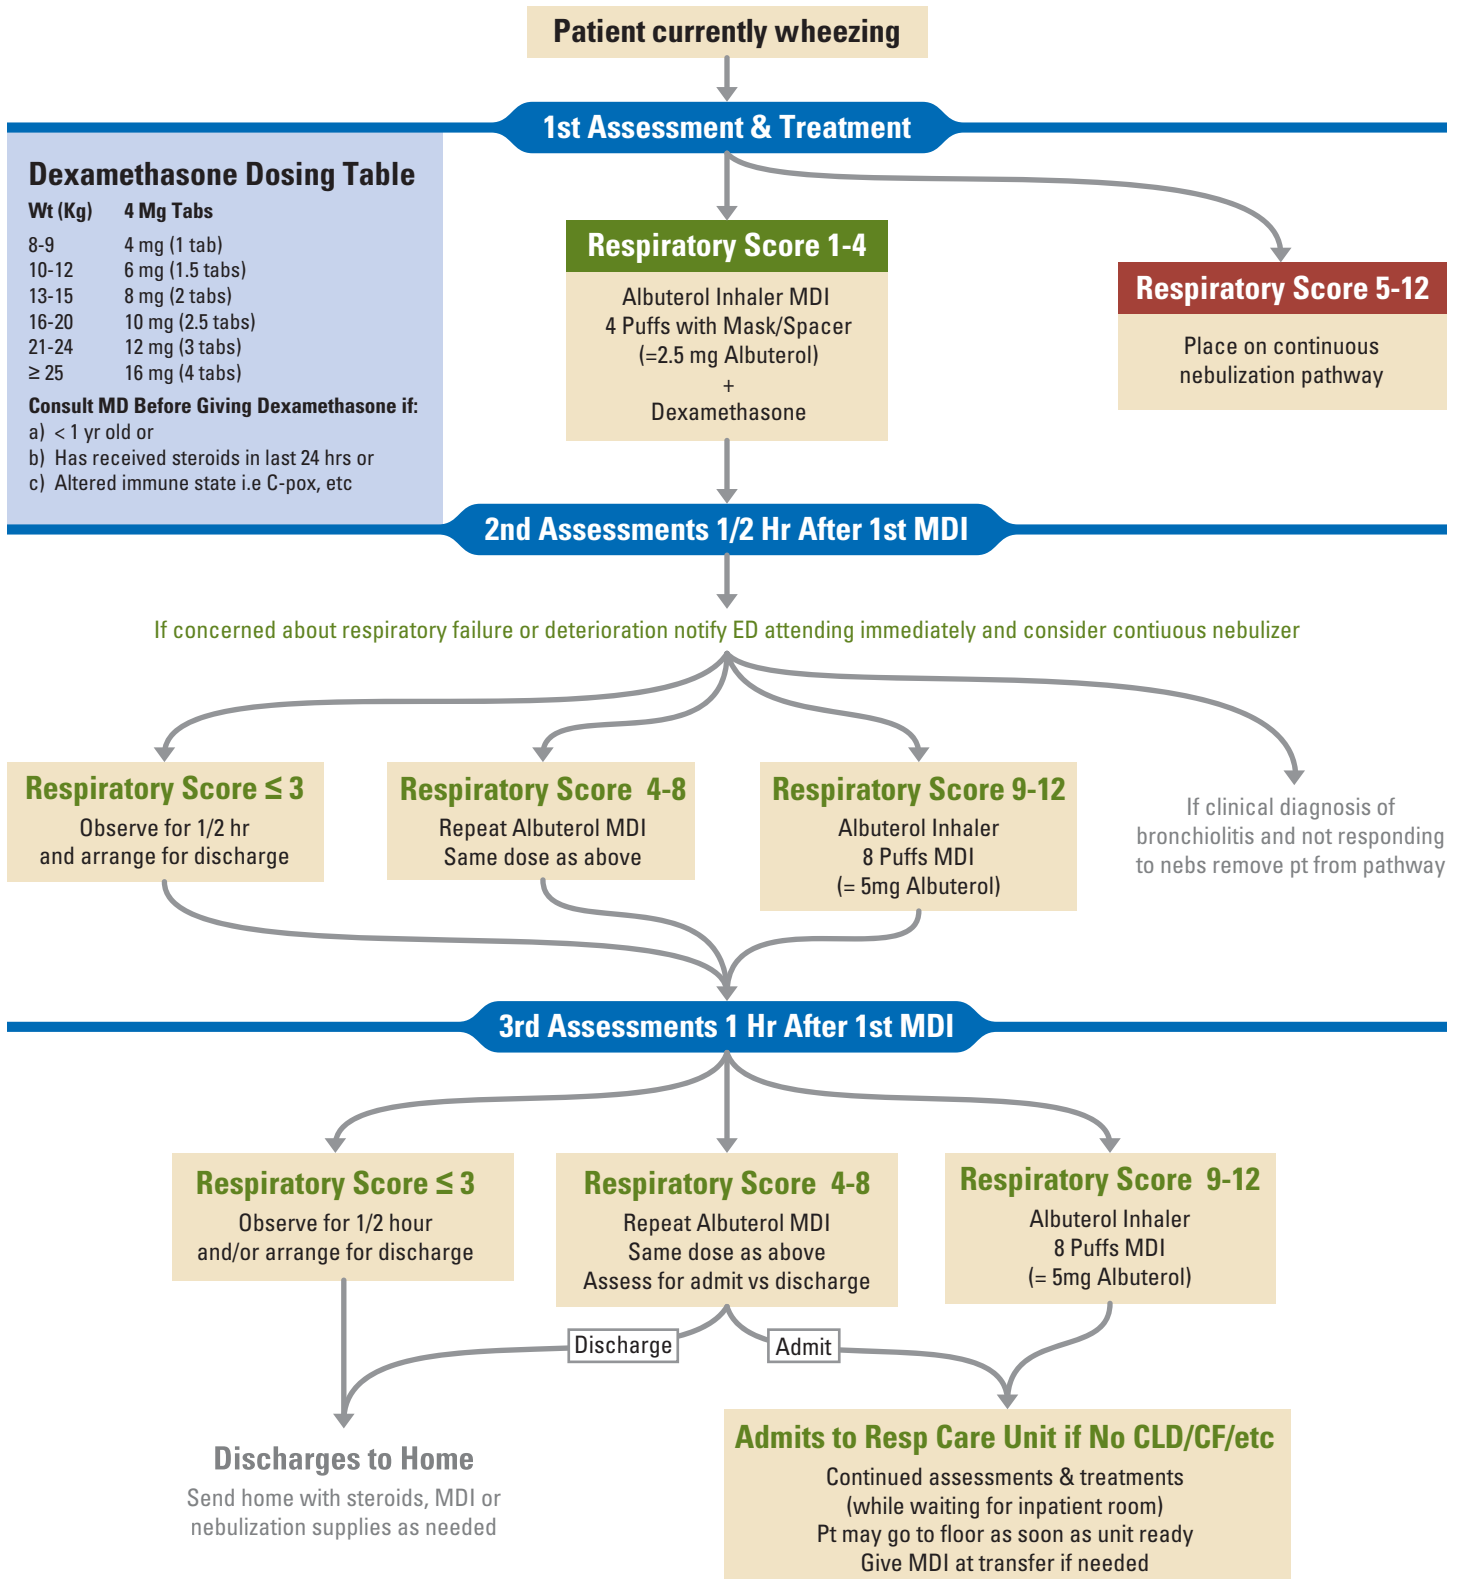 Patient currently wheezing
1st Assessment & Treatment
Dexamethasone Dosing Table
Wt (Kg) 4 Mg Tabs
8-9 4 mg (1 tab)
10-12 6 mg (1.5 tabs)
13-15 8 mg (2 tabs)
16-20 10 mg (2.5 tabs)
21-24 12 mg (3 tabs)
≥ 25 16 mg (4 tabs)
Consult MD Before Giving Dexamethasone if:
a) < 1 yr old or
b) Has received steroids in last 24 hrs or
c) Altered immune state i.e C-pox, etc
Respiratory Score 1-4
Albuterol Inhaler MDI
4 Puffs with Mask/Spacer
(=2.5 mg Albuterol)
+
Dexamethasone
Respiratory Score 5-12
Place on continuous
nebulization pathway
2nd Assessments 1/2 Hr After 1st MDI
If concerned about respiratory failure or deterioration notify ED attending immediately and consider contiuous nebulizer
Respiratory Score ≤ 3
Observe for 1/2 hr
and arrange for discharge
Respiratory Score 4-8
Repeat Albuterol MDI
Same dose as above
Respiratory Score 9-12
Albuterol Inhaler
8 Puffs MDI
(= 5mg Albuterol)
If clinical diagnosis of
bronchiolitis and not responding
to nebs remove pt from pathway
3rd Assessments 1 Hr After 1st MDI
Respiratory Score ≤ 3
Observe for 1/2 hour
and/or arrange for discharge
Respiratory Score 4-8
Repeat Albuterol MDI
Same dose as above
Assess for admit vs discharge
Respiratory Score 9-12
Albuterol Inhaler
8 Puffs MDI
(= 5mg Albuterol)
Discharge
Admit
Discharges to Home
Send home with steroids, MDI or
nebulization supplies as needed
Admits to Resp Care Unit if No CLD/CF/etc
Continued assessments & treatments
(while waiting for inpatient room)
Pt may go to floor as soon as unit ready
Give MDI at transfer if needed